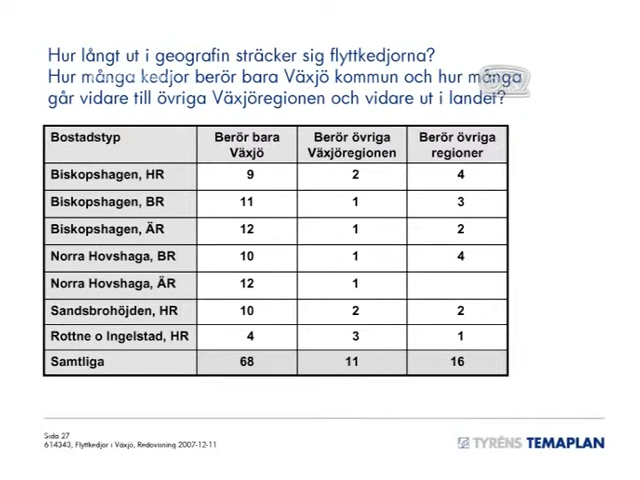 Hur långt ut i geografin sträcker sig flyttkedjorna?
Hur många kedjor berör bara Växjö kommun och hur många
går vidare till övriga Växjöregionen och vidare ut i landet?
Bostadstyp Berör bara Växjö Berör övriga Växjöregionen Berör övriga regioner
Biskopshagen, HR 9 2 4
Biskopshagen, BR 11 1 3
Biskopshagen, ÄR 12 1 2
Norra Hovshaga, BR 10 1 4
Norra Hovshaga, ÄR 12 1
Sandsbrohöjden, HR 10 2 2
Rottne o Ingelstad, HR 4 3 1
Samtliga 68 11 16
Sida 27
614343, Flyttkedjor i Växjö, Redovisning 2007-12-11
TYRÉNS TEMAPLAN